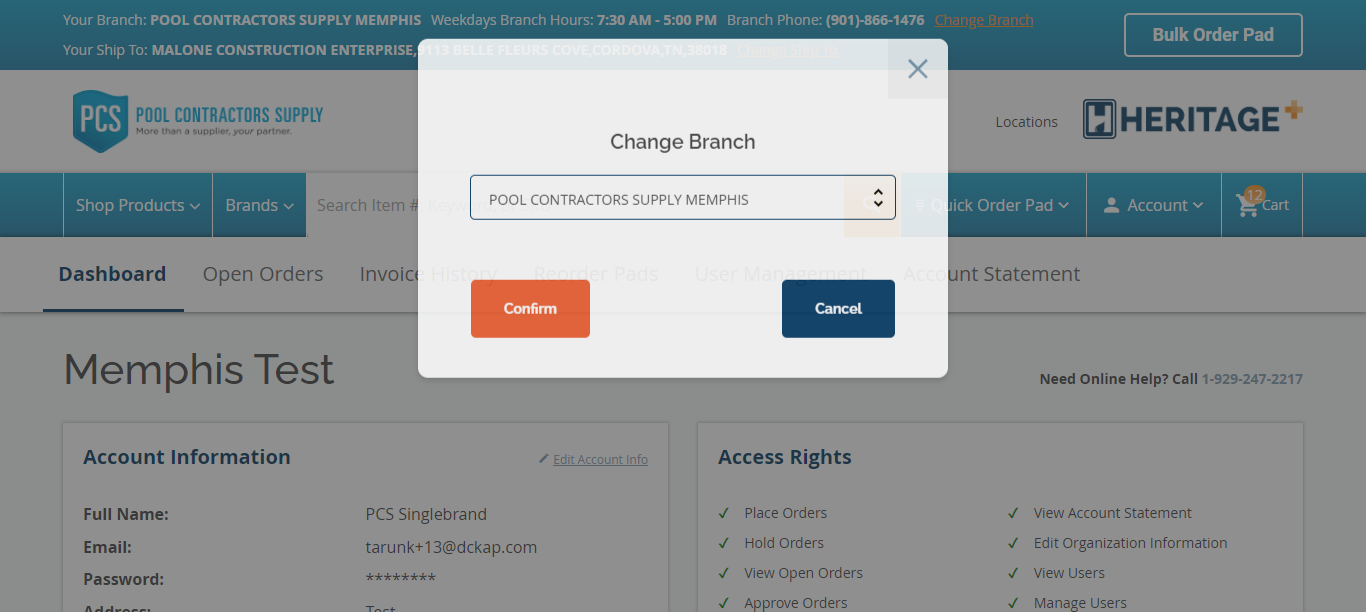 Your Branch: POOL CONTRACTORS SUPPLY MEMPHIS Weekdays Branch Hours: 7:30 AM - 5:00 PM Branch Phone: (901)-866-1476 Change Branch
Bulk Order Pad
Your Ship To: MALONE CONSTRUCTION ENTERPRISE,9113 BELLE FLEURS COVE,CORDOVA,TN,38018 Change Ship To
PCS POOL CONTRACTORS SUPPLY
More than a supplier, your partner.
Locations
HERITAGE
Change Branch
POOL CONTRACTORS SUPPLY MEMPHIS
Shop Products
Brands
Search Item #, Keyword
Quick Order Pad
Account
12
Cart
Dashboard
Open Orders
Invoice History
Reorder Pads
User Management
Account Statement
Confirm
Cancel
Memphis Test
Need Online Help? Call 1-929-247-2217
Account Information
Edit Account Info
Full Name: PCS Singlebrand
Email: tarunk+13@dckap.com
Password: ********
Address: Test
Access Rights
Place Orders
View Account Statement
Hold Orders
Edit Organization Information
View Open Orders
View Users
Approve Orders
Manage Users